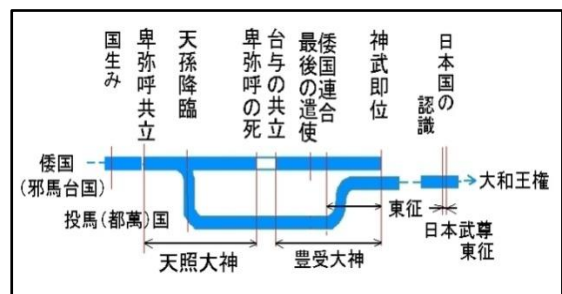 国生み
卑弥呼共立
天孫降臨
卑弥呼の死
台与の共立
最後の遣使
倭国連合
神武即位
日本国の
認識
倭国
(邪馬台国)
大和王権
投馬(都萬)国
東征
日本武尊
東征
天照大神
豊受大神